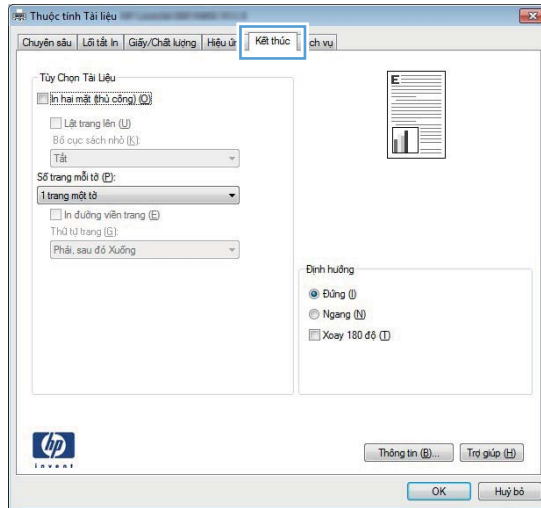 Thuộc tính Tài liệu
Chuyên sâu Lối tắt In Giấy/Chất lượng Hiệu ứ Kết thúc ch vụ
Tùy Chọn Tài Liệu
In hai mặt (thủ công) (O)
Lật trang lên (U)
Bố cục sách nhỏ (K):
Tắt
Số trang mỗi tờ (P):
1 trang một tờ
In đường viền trang (E)
Thứ tự trang (G):
Phải, sau đó Xuống
E
Định hướng
Đứng (I)
Ngang (N)
Xoay 180 độ (T)
hp
invent
Thông tin (B)... Trợ giúp (H)
OK Huỷ bỏ